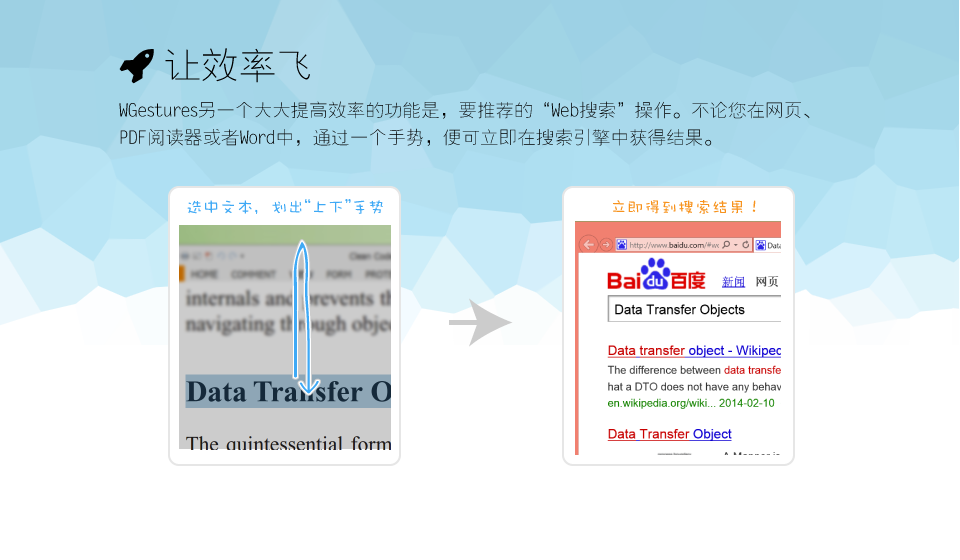 让效率飞
WGestures另一个大大提高效率的功能是，要推荐的“Web搜索”操作。不论您在网页、
PDF阅读器或者Word中，通过一个手势，便可立即在搜索引擎中获得结果。
选中文本，划出“上下”手势
Clean Cod
HOME COMMENT VIEW FORM PROTE
internals and prevents th
navigating through objec
Data Transfer O
The quintessential form
立即得到搜索结果！
http://www.baidu.com/#wc
Data
Bai du 百度 新闻 网页
Data Transfer Objects
Data transfer object - Wikiped
The difference between data transfe
hat a DTO does not have any behav
en.wikipedia.org/wiki... 2014-02-10
Data Transfer Object